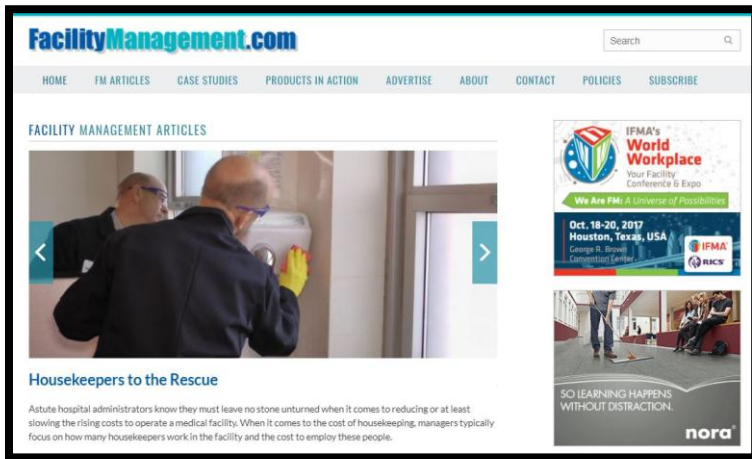 FacilityManagement.com
Search
HOME FM ARTICLES CASE STUDIES PRODUCTS IN ACTION ADVERTISE ABOUT CONTACT POLICIES SUBSCRIBE
FACILITY MANAGEMENT ARTICLES
Housekeepers to the Rescue
Astute hospital administrators know they must leave no stone unturned when it comes to reducing or at least
slowing the rising costs to operate a medical facility. When it comes to the cost of housekeeping, managers typically
focus on how many housekeepers work in the facility and the cost to employ these people.
IFMA's
World
Workplace
Your Facility
Conference & Expo
We Are FM: A Universe of Possibilities
Oct. 18-20, 2017
Houston, Texas, USA
George R. Brown
Convention Center
IFMA
RICS
SO LEARNING HAPPENS
WITHOUT DISTRACTION.
nora